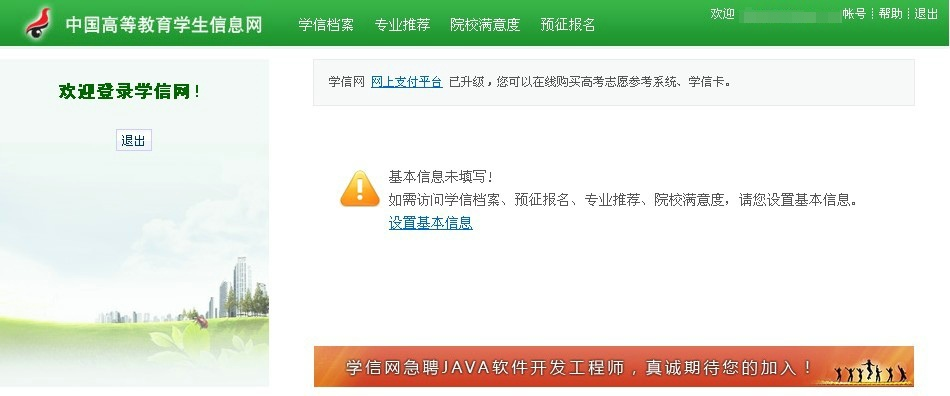 中国高等教育学生信息网
学信档案 专业推荐 院校满意度 预征报名
欢迎 帐号┊帮助┊退出
欢迎登录学信网！
退出
学信网 网上支付平台 已升级，您可以在线购买高考志愿参考系统、学信卡。
基本信息未填写！
如需访问学信档案、预征报名、专业推荐、院校满意度，请您设置基本信息。
设置基本信息
学信网急聘JAVA软件开发工程师，真诚期待您的加入！